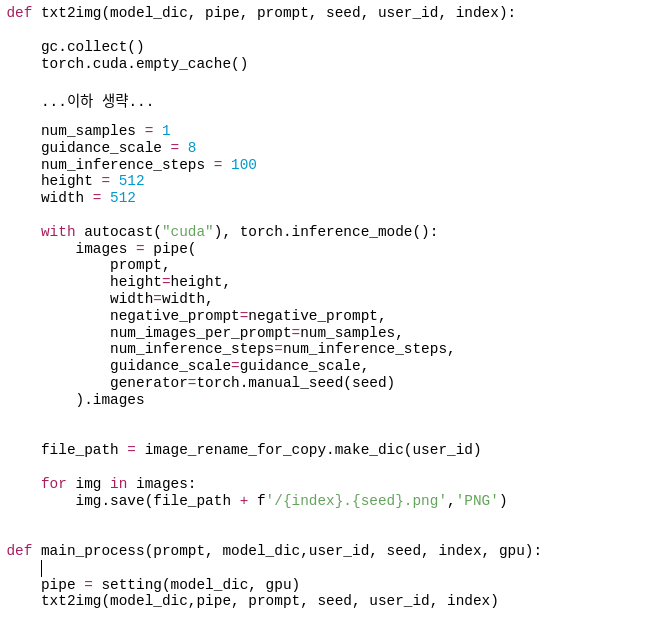 def txt2img(model_dic, pipe, prompt, seed, user_id, index):
gc.collect()
torch.cuda.empty_cache()
...이하 생략...
num_samples = 1
guidance_scale = 8
num_inference_steps = 100
height = 512
width = 512
with autocast("cuda"), torch.inference_mode():
images = pipe(
prompt,
height=height,
width=width,
negative_prompt=negative_prompt,
num_images_per_prompt=num_samples,
num_inference_steps=num_inference_steps,
guidance_scale=guidance_scale,
generator=torch.manual_seed(seed)
).images
file_path = image_rename_for_copy.make_dic(user_id)
for img in images:
img.save(file_path + f'/{index}.{seed}.png','PNG')
def main_process(prompt, model_dic,user_id, seed, index, gpu):
pipe = setting(model_dic, gpu)
txt2img(model_dic,pipe, prompt, seed, user_id, index)